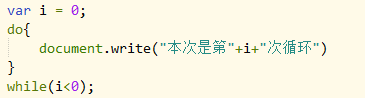 var i = 0;
do{
    document.write("本次是第"+i+"次循环")
}
while(i<0);